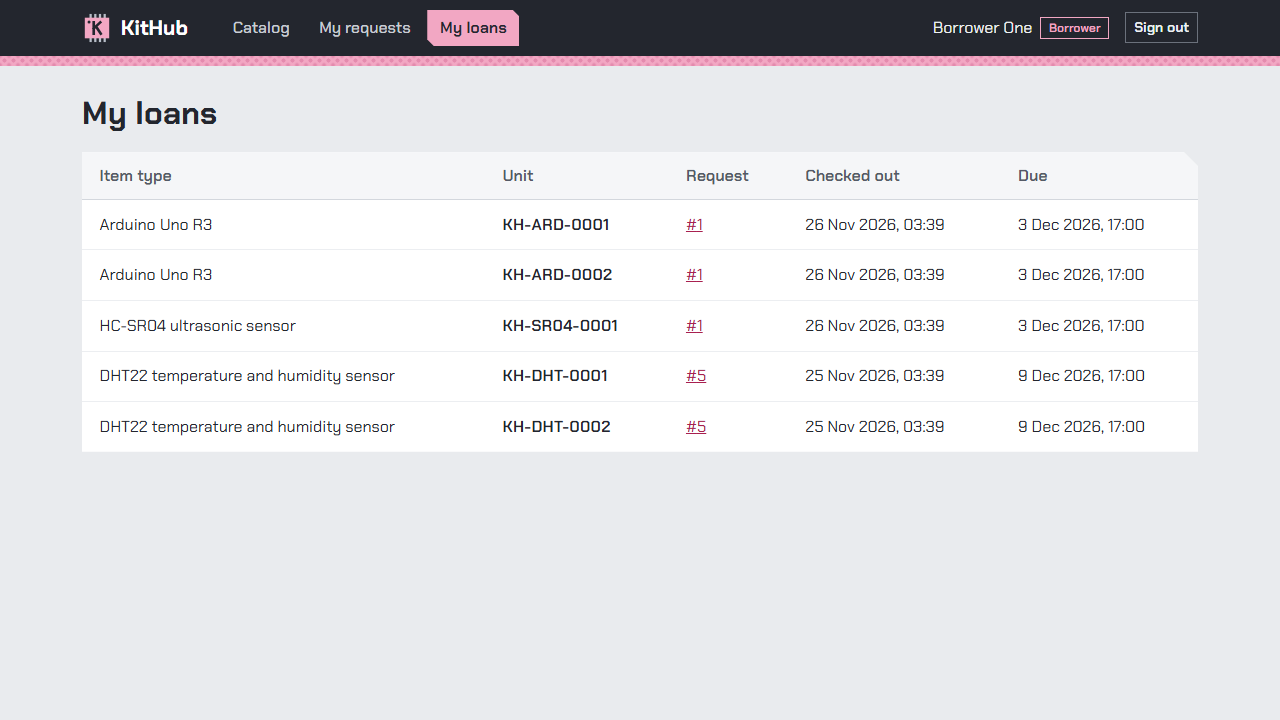 K KitHub Catalog My requests My loans Borrower One Borrower Sign out
My loans
Item type Unit Request Checked out Due
Arduino Uno R3 KH-ARD-0001 #1 26 Nov 2026, 03:39 3 Dec 2026, 17:00
Arduino Uno R3 KH-ARD-0002 #1 26 Nov 2026, 03:39 3 Dec 2026, 17:00
HC-SR04 ultrasonic sensor KH-SR04-0001 #1 26 Nov 2026, 03:39 3 Dec 2026, 17:00
DHT22 temperature and humidity sensor KH-DHT-0001 #5 25 Nov 2026, 03:39 9 Dec 2026, 17:00
DHT22 temperature and humidity sensor KH-DHT-0002 #5 25 Nov 2026, 03:39 9 Dec 2026, 17:00